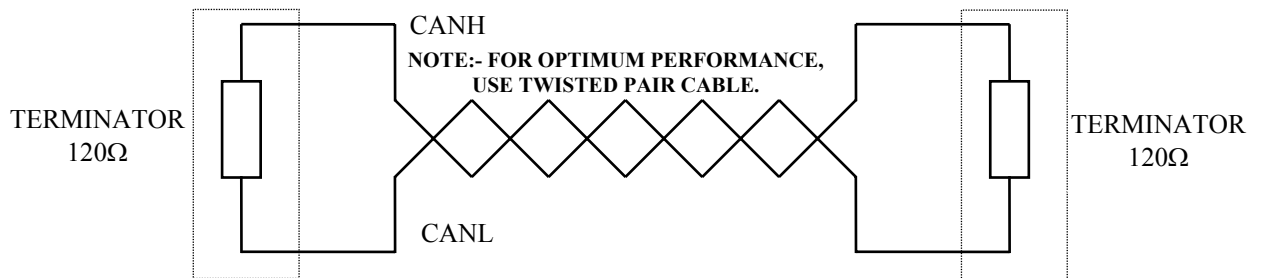 CANH
NOTE:- FOR OPTIMUM PERFORMANCE,
USE TWISTED PAIR CABLE.
TERMINATOR
120Ω
TERMINATOR
120Ω
CANL